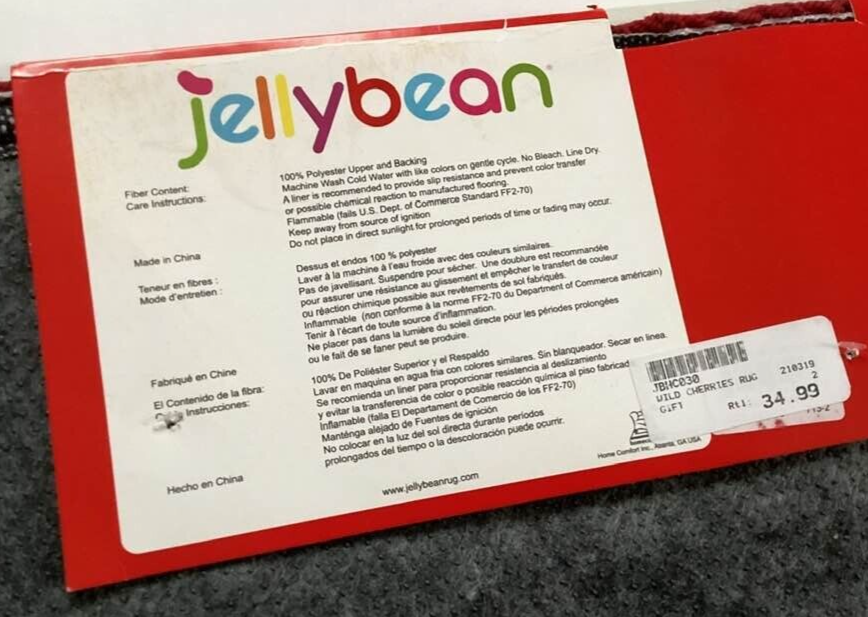 jellybean
Fiber Content: 100% Polyester Upper and Backing
Care Instructions: Machine Wash Cold Water with like colors on gentle cycle. No Bleach. Line Dry.
A liner is recommended to provide slip resistance and prevent color transfer
or possible chemical reaction to manufactured flooring.
Flammable (fails U.S. Dept. of Commerce Standard FF2-70)
Keep away from source of ignition
Do not place in direct sunlight for prolonged periods of time or fading may occur.
Made in China
Teneur en fibres : Dessus et endos 100 % polyester
Mode d'entretien : Laver à la machine à l'eau froide avec des couleurs similaires.
Pas de javellisant. Suspendre pour sécher. Une doublure est recommandée
pour assurer une résistance au glissement et empêcher le transfert de couleur
ou réaction chimique possible aux revêtements de sol fabriqués.
Inflammable (non conforme à la norme FF2-70 du Department of Commerce américain)
Tenir à l'écart de toute source d'inflammation.
Ne placer pas dans la lumière du soleil directe pour les périodes prolongées
ou le fait de se faner peut se produire.
Fabriqué en Chine
El Contenido de la fibra: 100% De Poliéster Superior y el Respaldo
Instrucciones: Lavar en maquina en agua fria con colores similares. Sin blanqueador. Secar en linea.
Se recomienda un liner para proporcionar resistencia al deslizamiento
y evitar la transferencia de color o posible reacción química al piso fabricad
Inflamable (falla El Departament de Comercio de los FF2-70)
Manténga alejado de Fuentes de ignición
No colocar en la luz del sol directa durante periodos
prolongados del tiempo o la descoloración puede ocurrir.
Hecho en China
www.jellybeanrug.com
Home Comfort Inc., Atlanta, GA USA
JBHC030 210319
WILD CHERRIES RUG 2
GIFT Rtl: 34.99